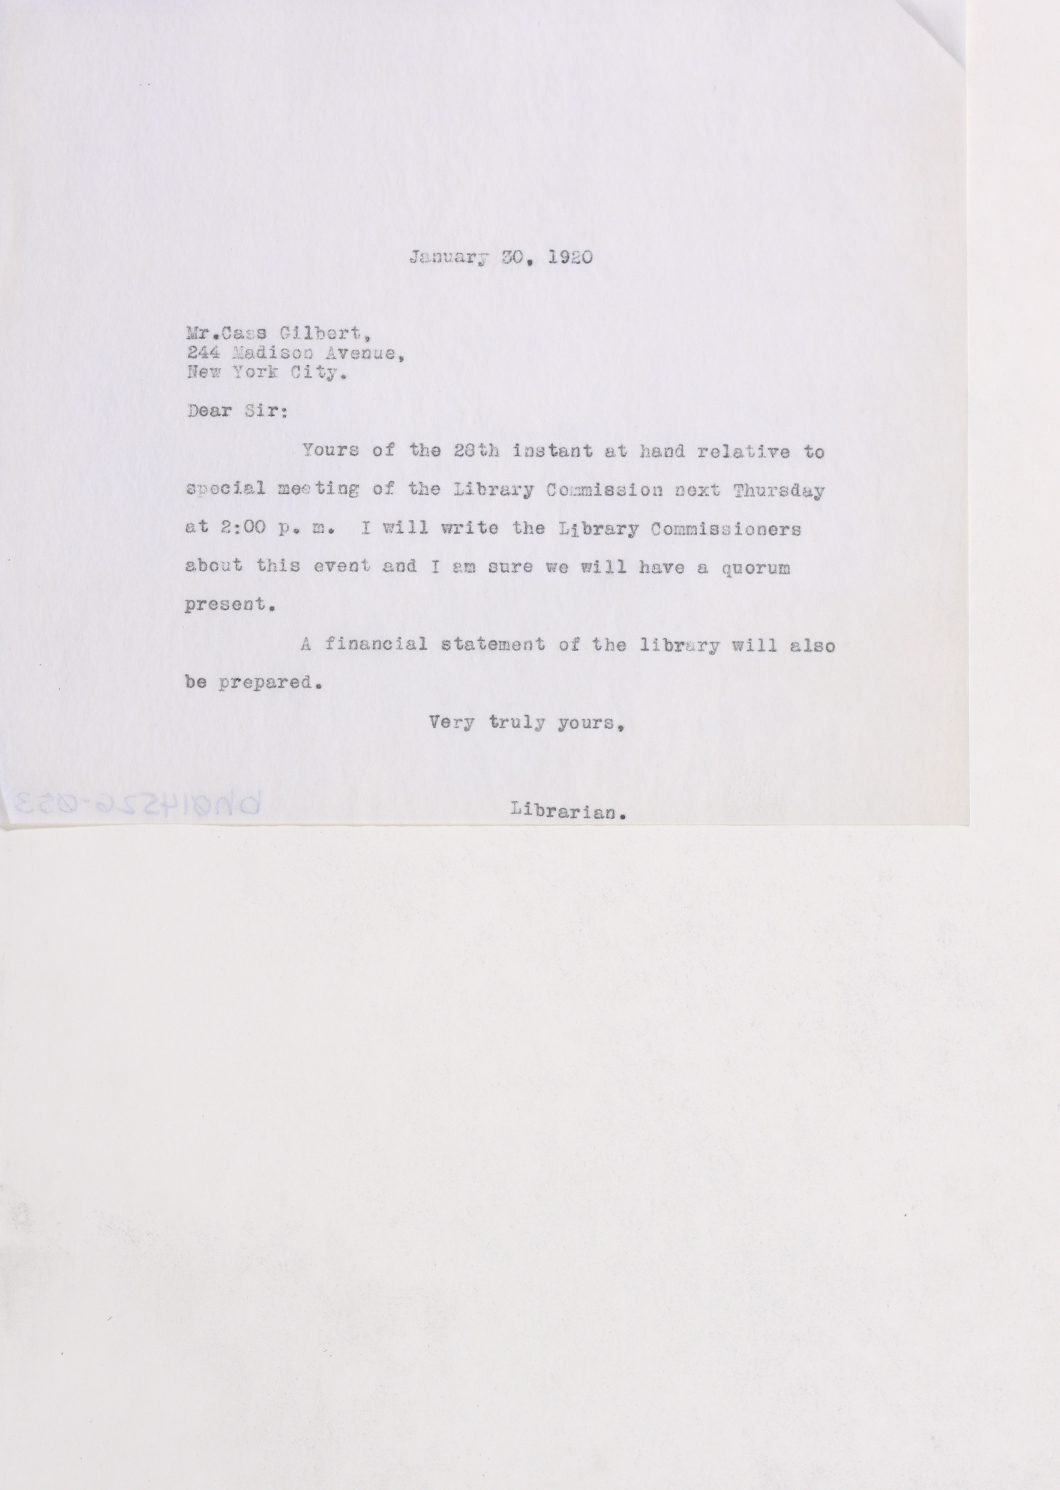 January 30, 1920
Mr.Cass Gilbert,
244 Madison Avenue,
New York City.
Dear Sir:
Yours of the 28th instant at hand relative to
special meeting of the Library Commission next Thursday
at 2:00 p. m. I will write the Library Commissioners
about this event and I am sure we will have a quorum
present.
A financial statement of the library will also
be prepared.
Very truly yours,
Librarian.
bh014526-053